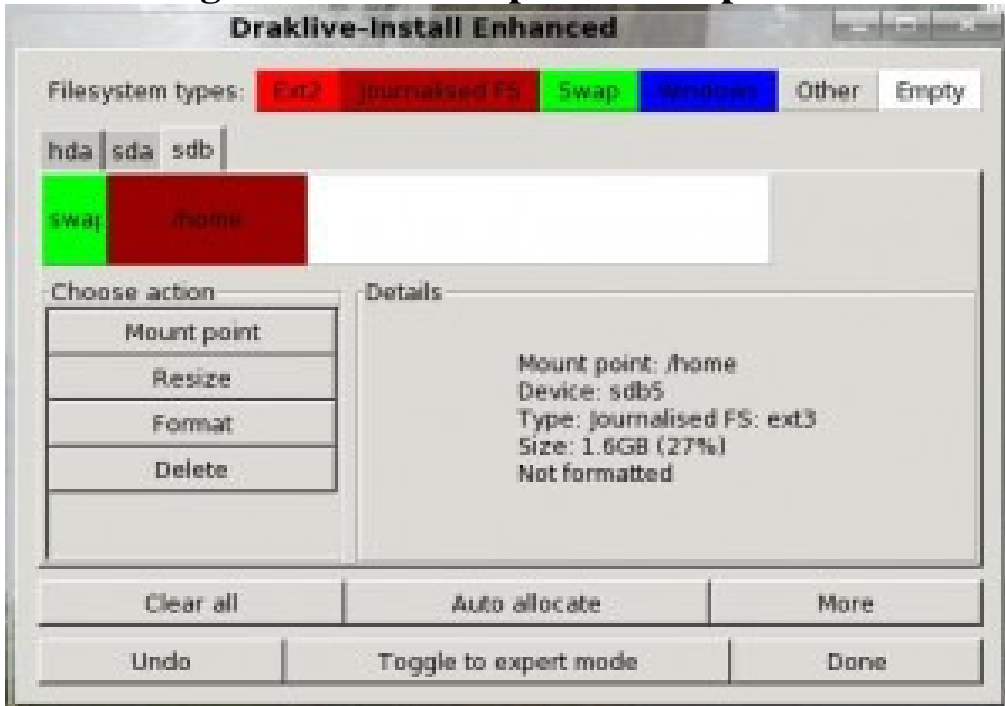 Draklive-Install Enhanced
Filesystem types: Ext2 Journalised FS Swap Windows Other Empty
hda sda sdb
swap /home
Choose action Details
Mount point
Resize
Format
Delete
Mount point: /home
Device: sdb5
Type: Journalised FS: ext3
Size: 1.6GB (27%)
Not formatted
Clear all Auto allocate More
Undo Toggle to expert mode Done